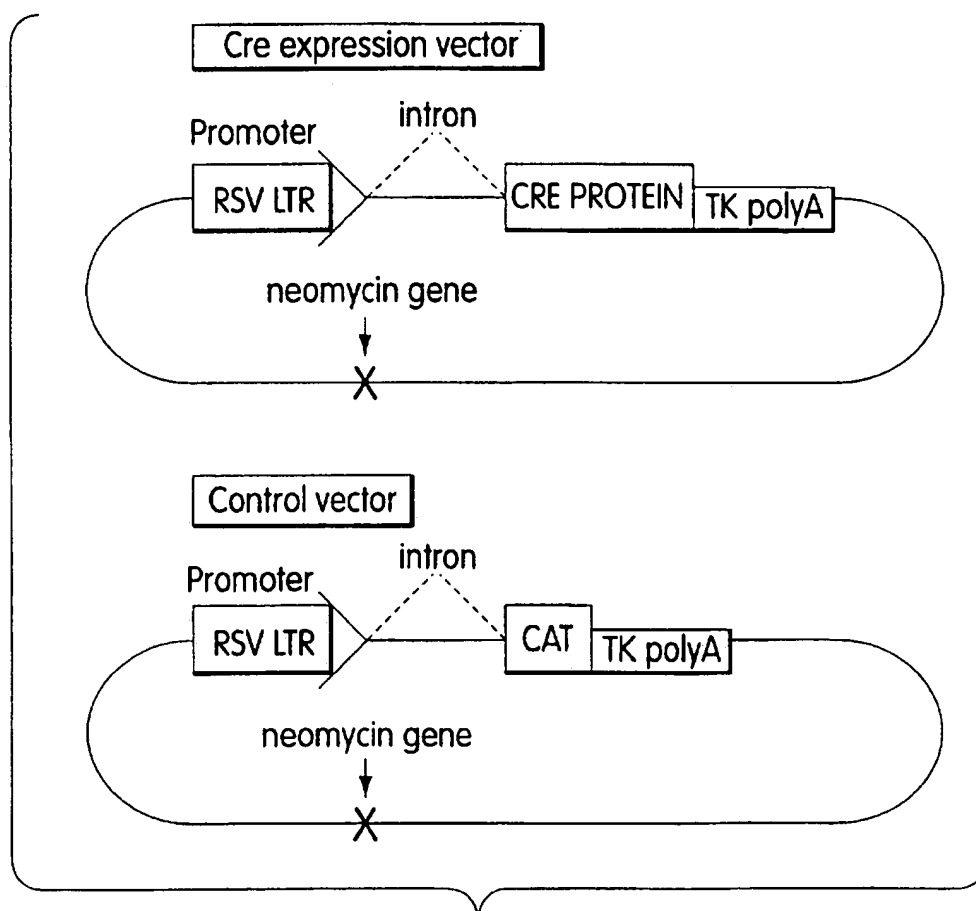 Cre expression vector
intron
Promoter
RSV LTR
CRE PROTEIN
TK polyA
neomycin gene
X
Control vector
intron
Promoter
RSV LTR
CAT
TK polyA
neomycin gene
X